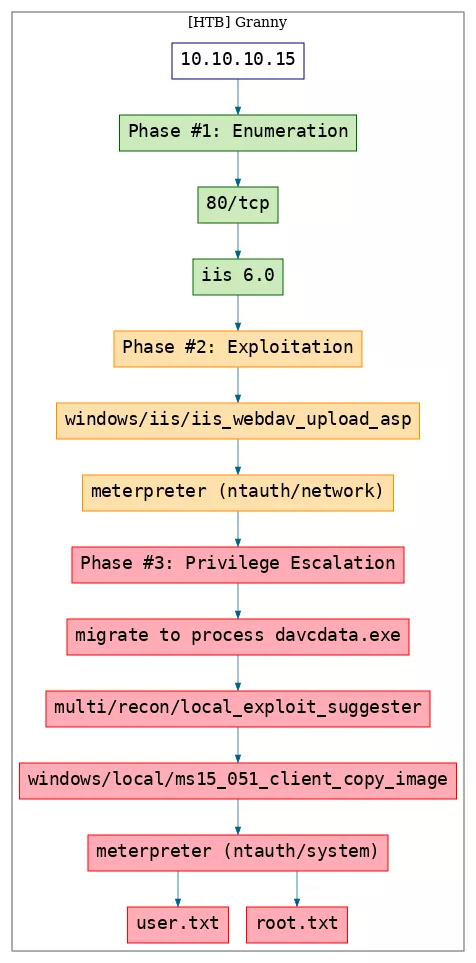 [HTB] Granny
10.10.10.15
Phase #1: Enumeration
80/tcp
iis 6.0
Phase #2: Exploitation
windows/iis/iis_webdav_upload_asp
meterpreter (ntauth/network)
Phase #3: Privilege Escalation
migrate to process davcdata.exe
multi/recon/local_exploit_suggester
windows/local/ms15_051_client_copy_image
meterpreter (ntauth/system)
user.txt
root.txt